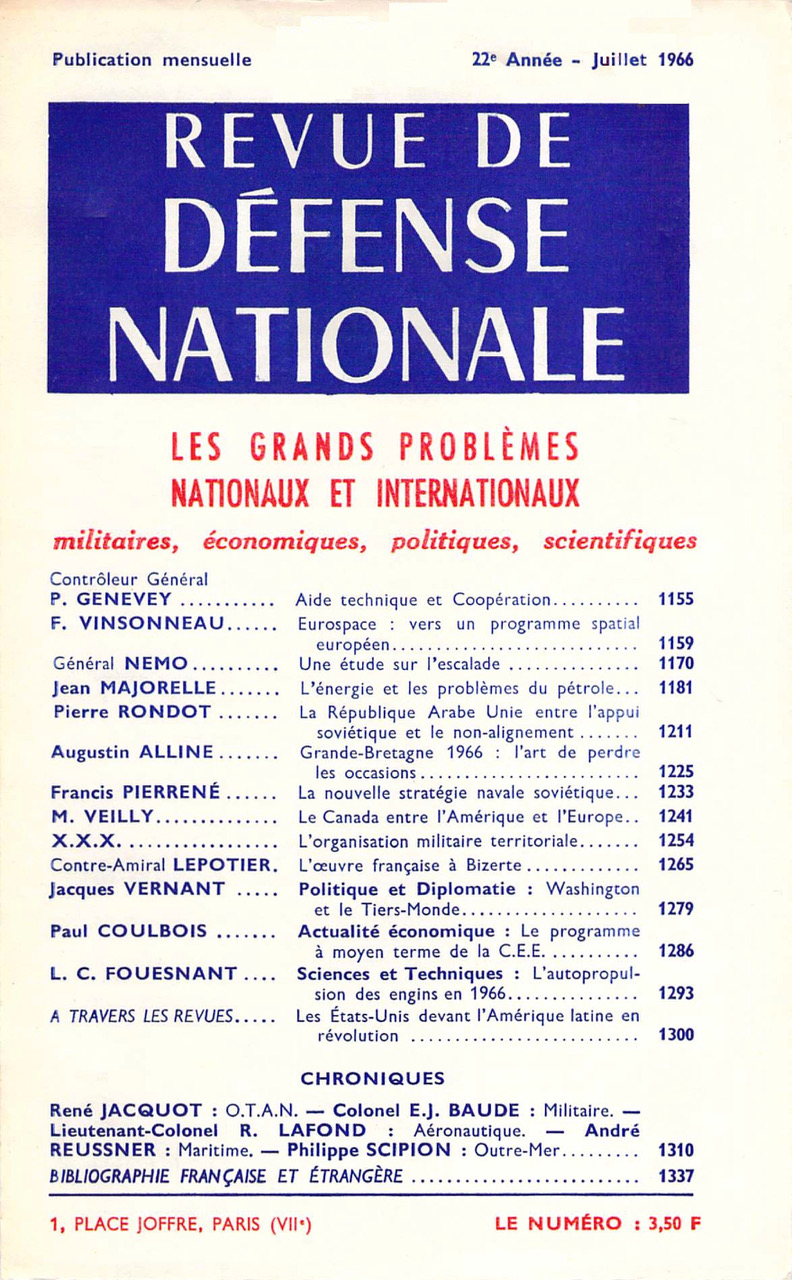 Publication mensuelle 22e Année - Juillet 1966
REVUE DE
DÉFENSE
NATIONALE
LES GRANDS PROBLÈMES
NATIONAUX ET INTERNATIONAUX
militaires, économiques, politiques, scientifiques
Contrôleur Général
P. GENEVEY ........... Aide technique et Coopération.......... 1155
F. VINSONNEAU...... Eurospace : vers un programme spatial
européen............................ 1159
Général NEMO.......... Une étude sur l'escalade ............... 1170
Jean MAJORELLE....... L'énergie et les problèmes du pétrole... 1181
Pierre RONDOT ....... La République Arabe Unie entre l'appui
soviétique et le non-alignement ....... 1211
Augustin ALLINE....... Grande-Bretagne 1966 : l'art de perdre
les occasions......................... 1225
Francis PIERRENÉ ...... La nouvelle stratégie navale soviétique... 1233
M. VEILLY.............. Le Canada entre l'Amérique et l'Europe.. 1241
X.X.X. .................. L'organisation militaire territoriale....... 1254
Contre-Amiral LEPOTIER. L'œuvre française à Bizerte ............. 1265
Jacques VERNANT ..... Politique et Diplomatie : Washington
et le Tiers-Monde.................... 1279
Paul COULBOIS ....... Actualité économique : Le programme
à moyen terme de la C.E.E. .......... 1286
L. C. FOUESNANT .... Sciences et Techniques : L'autopropul-
sion des engins en 1966............... 1293
A TRAVERS LES REVUES..... Les États-Unis devant l'Amérique latine en
révolution .......................... 1300
CHRONIQUES
René JACQUOT : O.T.A.N. — Colonel E.J. BAUDE : Militaire. —
Lieutenant-Colonel R. LAFOND : Aéronautique. — André
REUSSNER : Maritime. — Philippe SCIPION : Outre-Mer......... 1310
BIBLIOGRAPHIE FRANÇAISE ET ÉTRANGÈRE .......................... 1337
1, PLACE JOFFRE, PARIS (VIIe) LE NUMÉRO : 3,50 F